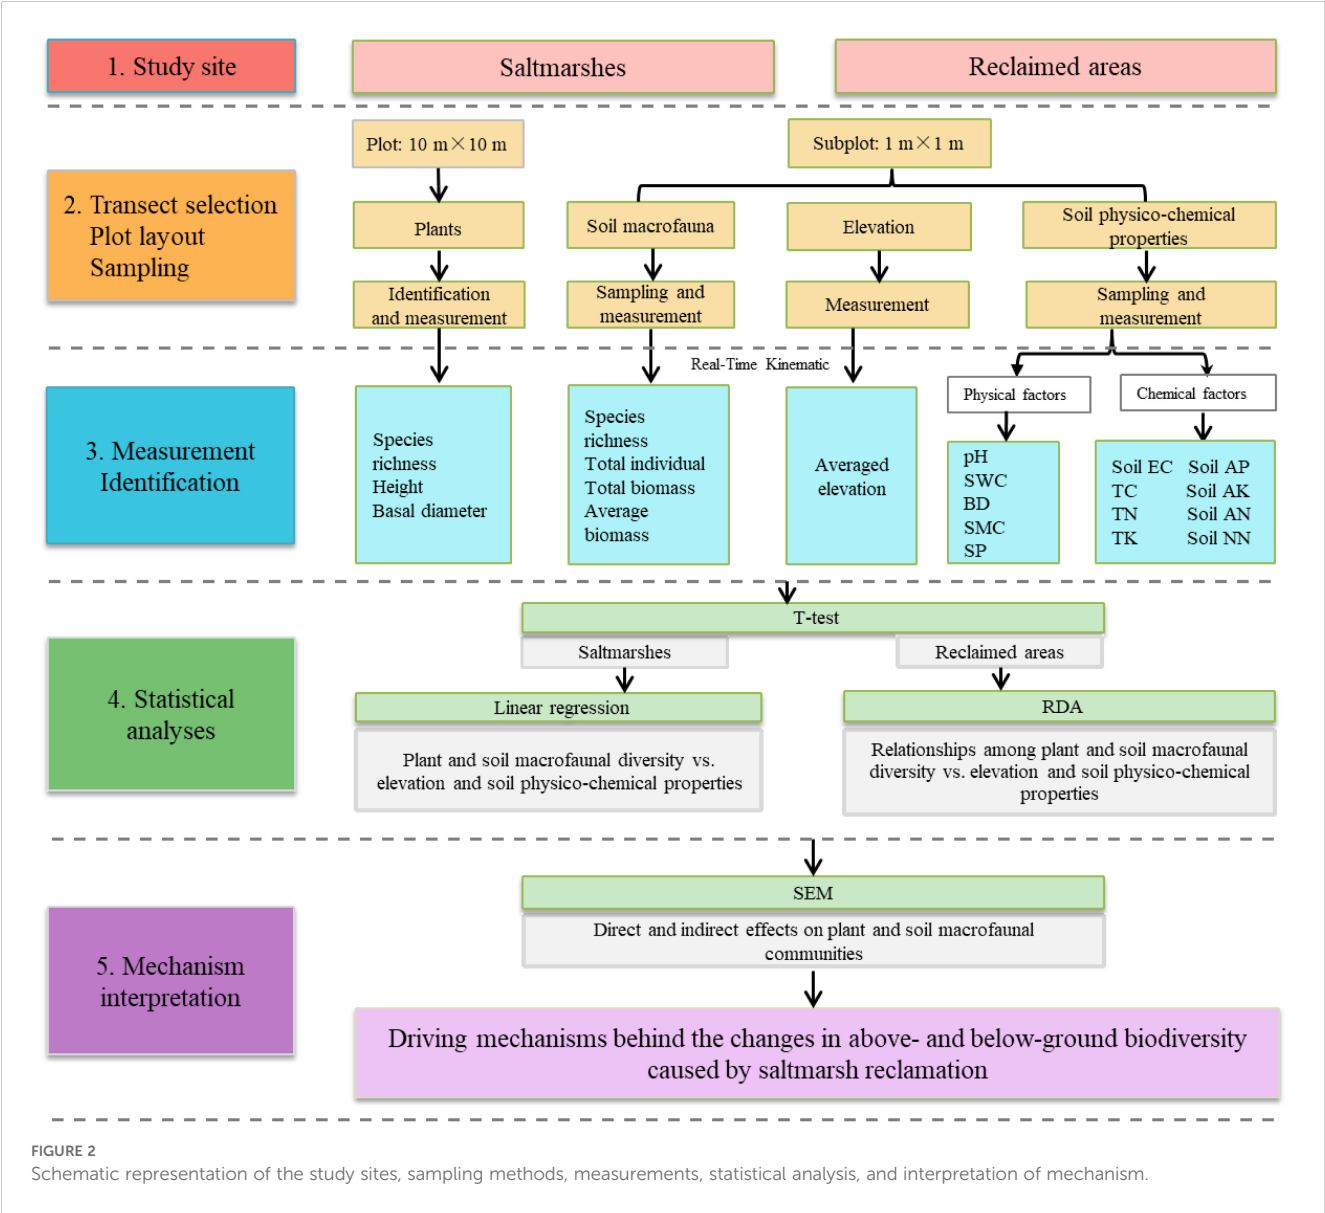 1. Study site
Saltmarshes
Reclaimed areas
Plot: 10 m×10 m
Subplot: 1 m×1 m
2. Transect selection
Plot layout
Sampling
Plants
Soil macrofauna
Elevation
Soil physico-chemical
properties
Identification
and measurement
Sampling and
measurement
Measurement
Sampling and
measurement
Real-Time Kinematic
3. Measurement
Identification
Species
richness
Height
Basal diameter
Species
richness
Total individual
Total biomass
Average
biomass
Averaged
elevation
Physical factors
pH
SWC
BD
SMC
SP
Chemical factors
Soil EC Soil AP
TC Soil AK
TN Soil AN
TK Soil NN
4. Statistical
analyses
T-test
Saltmarshes
Reclaimed areas
Linear regression
Plant and soil macrofaunal diversity vs.
elevation and soil physico-chemical properties
RDA
Relationships among plant and soil macrofaunal
diversity vs. elevation and soil physico-chemical
properties
5. Mechanism
interpretation
SEM
Direct and indirect effects on plant and soil macrofaunal
communities
Driving mechanisms behind the changes in above- and below-ground biodiversity
caused by saltmarsh reclamation
FIGURE 2
Schematic representation of the study sites, sampling methods, measurements, statistical analysis, and interpretation of mechanism.